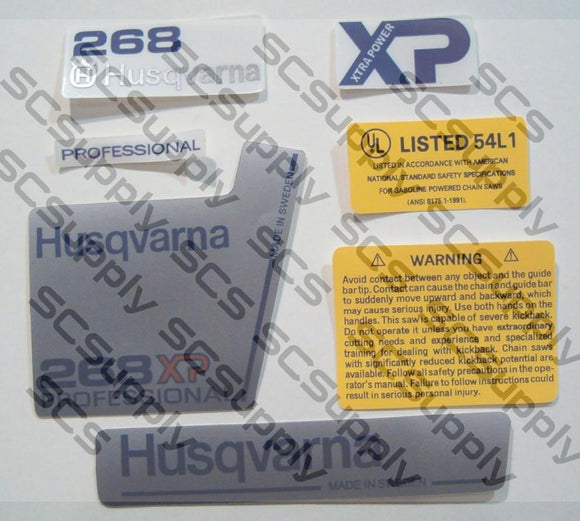 268
H Husqvarna
XP
XTRA POWER
PROFESSIONAL
UL LISTED 54L1
LISTED IN ACCORDANCE WITH AMERICAN
NATIONAL STANDARD SAFETY SPECIFICATIONS
FOR GASOLINE POWERED CHAIN SAWS
(ANSI B175.1-1991).
Husqvarna
MADE IN SWEDEN
268 XP
PROFESSIONAL
WARNING
Avoid contact between any object and the guide
bar tip. Contact can cause the chain and guide bar
to suddenly move upward and backward, which
may cause serious injury. Use both hands on the
handles. This saw is capable of severe kickback.
Do not operate it unless you have extraordinary
cutting needs and experience and specialized
training for dealing with kickback. Chain saws
with significantly reduced kickback potential are
available. Follow all safety precautions in the ope-
rator's manual. Failure to follow instructions could
result in serious personal injury.
Husqvarna
MADE IN SWEDEN
SCSupply